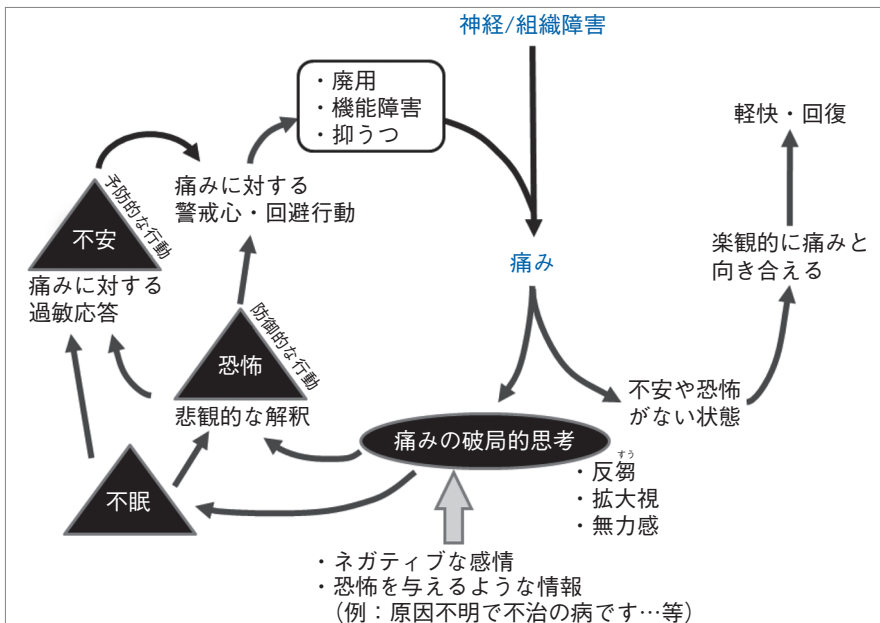 神経/組織障害
・廃用
・機能障害
・抑うつ
軽快・回復
痛みに対する
警戒心・回避行動
予防的な行動
不安
痛みに対する
過敏応答
痛み
楽観的に痛みと
向き合える
防御的な行動
恐怖
悲観的な解釈
不安や恐怖
がない状態
痛みの破局的思考
すう
・反芻
・拡大視
・無力感
不眠
・ネガティブな感情
・恐怖を与えるような情報
（例：原因不明で不治の病です…等）